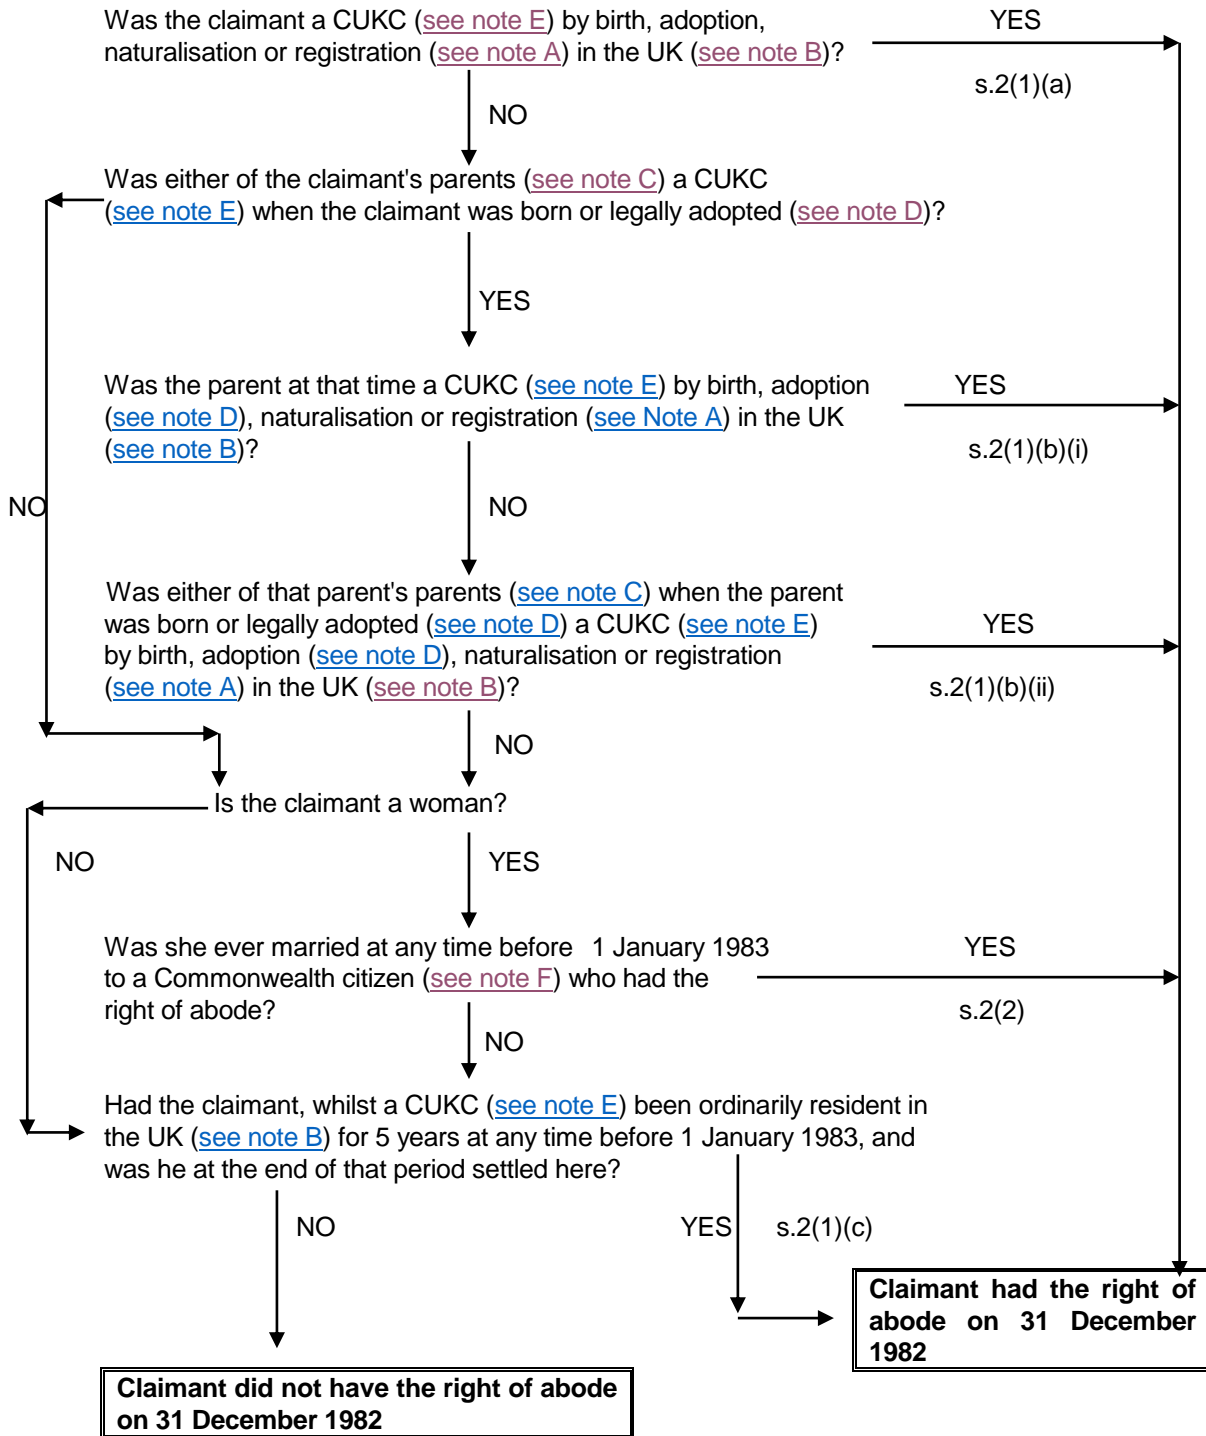 Was the claimant a CUKC (see note E) by birth, adoption,
naturalisation or registration (see note A) in the UK (see note B)?
YES
s.2(1)(a)
NO
Was either of the claimant's parents (see note C) a CUKC
(see note E) when the claimant was born or legally adopted (see note D)?
YES
Was the parent at that time a CUKC (see note E) by birth, adoption
(see note D), naturalisation or registration (see Note A) in the UK
(see note B)?
YES
s.2(1)(b)(i)
NO
NO
Was either of that parent's parents (see note C) when the parent
was born or legally adopted (see note D) a CUKC (see note E)
by birth, adoption (see note D), naturalisation or registration
(see note A) in the UK (see note B)?
YES
s.2(1)(b)(ii)
NO
Is the claimant a woman?
NO
YES
Was she ever married at any time before 1 January 1983
to a Commonwealth citizen (see note F) who had the
right of abode?
YES
s.2(2)
NO
Had the claimant, whilst a CUKC (see note E) been ordinarily resident in
the UK (see note B) for 5 years at any time before 1 January 1983, and
was he at the end of that period settled here?
NO
YES
s.2(1)(c)
Claimant had the right of
abode on 31 December
1982
Claimant did not have the right of abode
on 31 December 1982